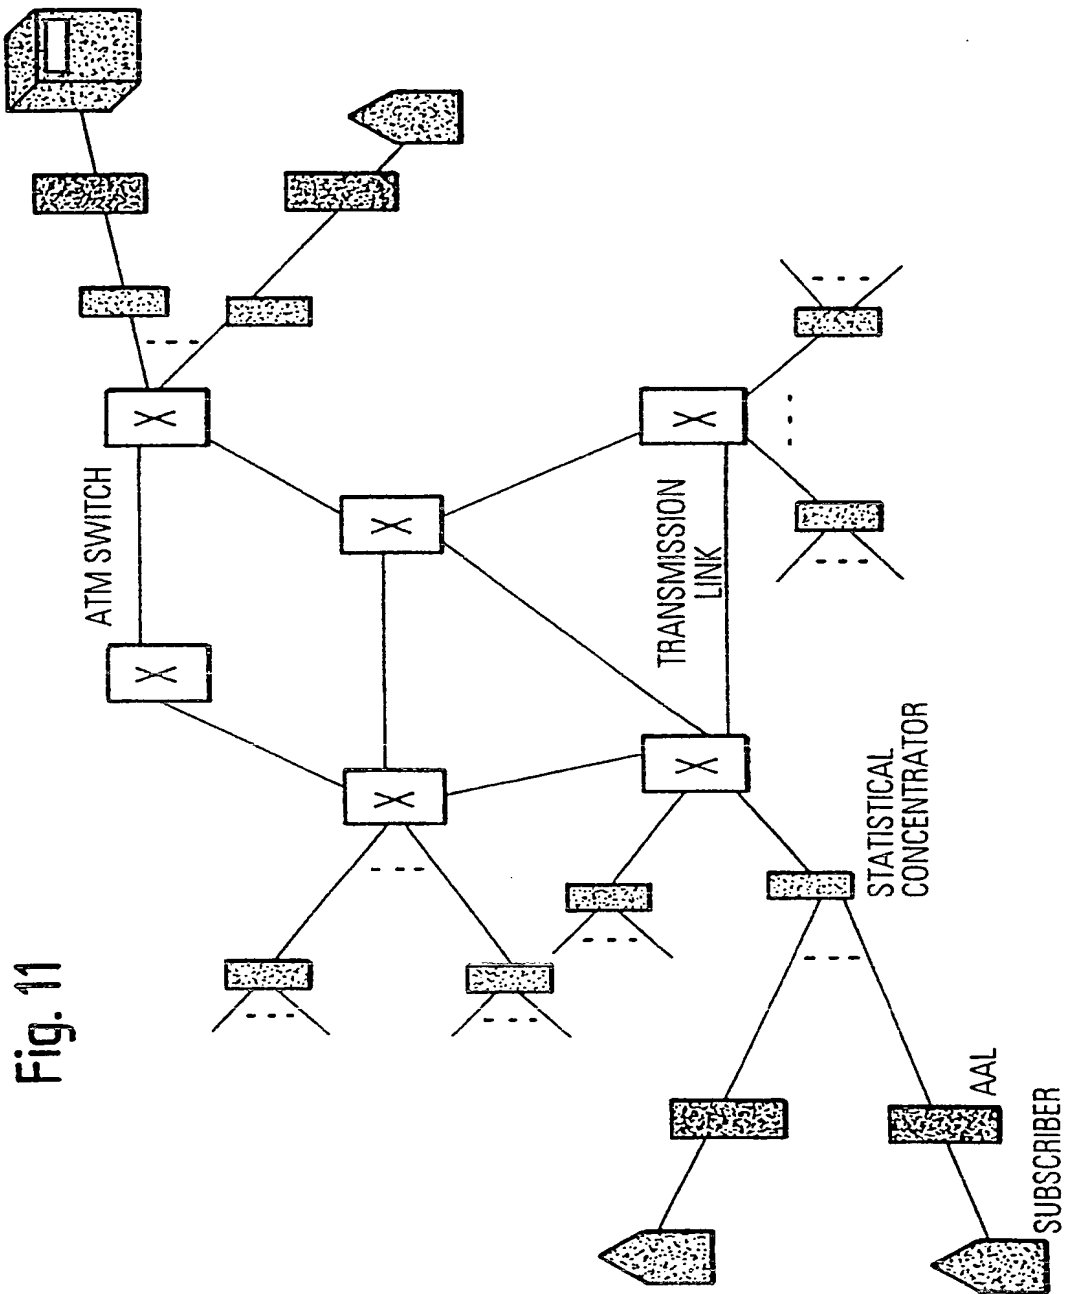 Fig. 11
ATM SWITCH
TRANSMISSION
LINK
STATISTICAL
CONCENTRATOR
AAL
SUBSCRIBER
X
X
X
X
X
X